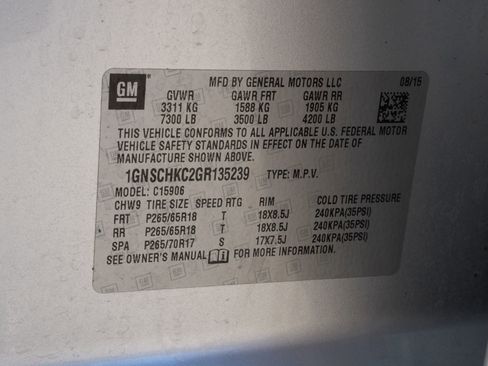 GM
MFD BY GENERAL MOTORS LLC 08/15
GVWR GAWR FRT GAWR RR
3311 KG 1588 KG 1905 KG
7300 LB 3500 LB 4200 LB
THIS VEHICLE CONFORMS TO ALL APPLICABLE U.S. FEDERAL MOTOR
VEHICLE SAFETY STANDARDS IN EFFECT ON THE DATE OF
MANUFACTURE SHOWN ABOVE.
1GNSCHKC2GR135239 TYPE: M.P.V.
MODEL: C15906
CHW9 TIRE SIZE SPEED RTG RIM COLD TIRE PRESSURE
FRT P265/65R18 T 18X8.5J 240KPA(35PSI)
RR P265/65R18 T 18X8.5J 240KPA(35PSI)
SPA P265/70R17 S 17X7.5J 240KPA(35PSI)
SEE OWNER'S MANUAL FOR MORE INFORMATION.